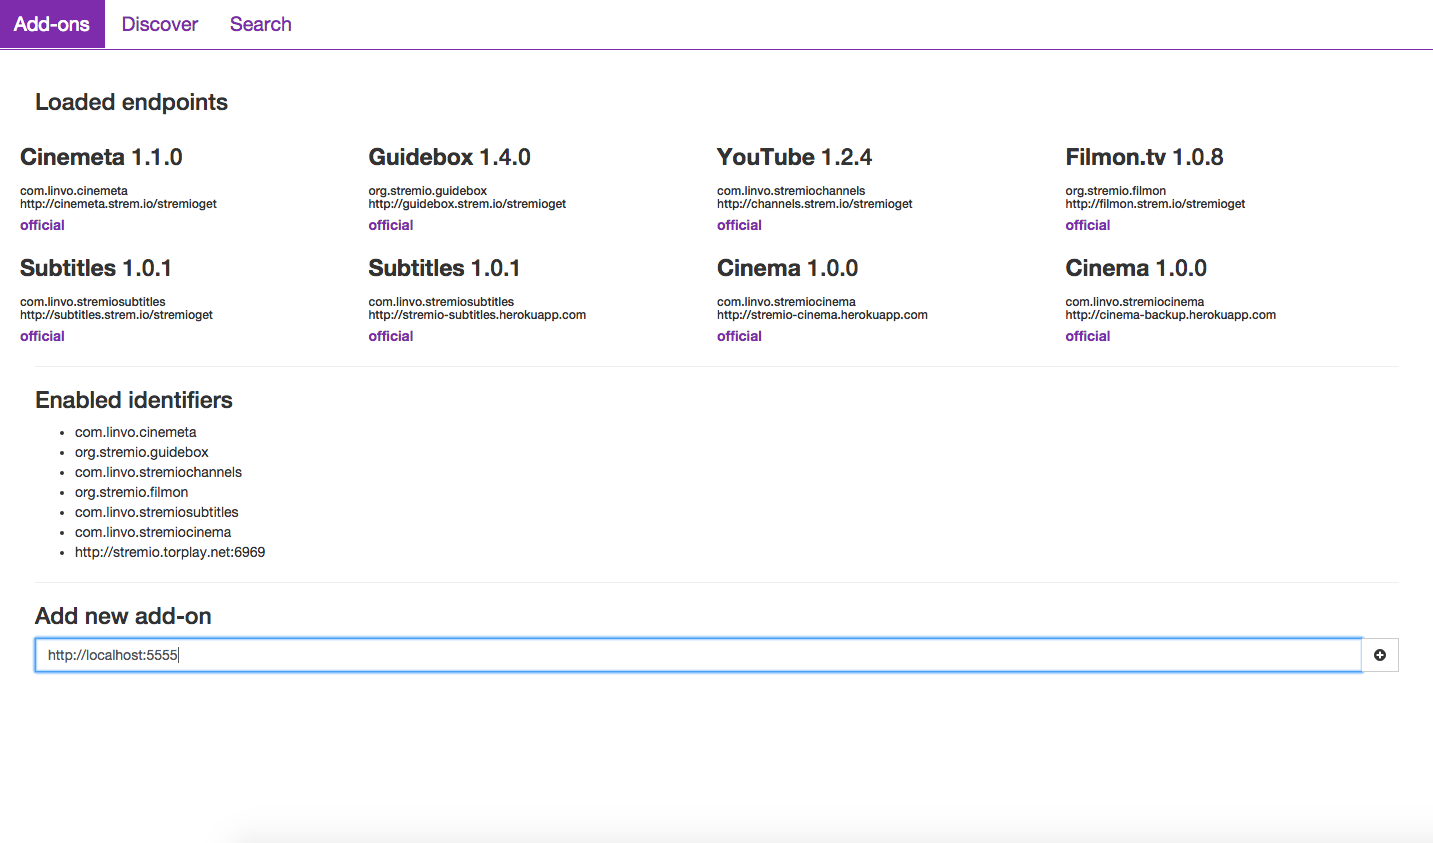 Add-ons Discover Search
Loaded endpoints
Cinemeta 1.1.0
com.linvo.cinemeta
http://cinemeta.strem.io/stremioget
official
Guidebox 1.4.0
org.stremio.guidebox
http://guidebox.strem.io/stremioget
official
YouTube 1.2.4
com.linvo.stremiochannels
http://channels.strem.io/stremioget
official
Filmon.tv 1.0.8
org.stremio.filmon
http://filmon.strem.io/stremioget
official
Subtitles 1.0.1
com.linvo.stremiosubtitles
http://subtitles.strem.io/stremioget
official
Subtitles 1.0.1
com.linvo.stremiosubtitles
http://stremio-subtitles.herokuapp.com
official
Cinema 1.0.0
com.linvo.stremiocinema
http://stremio-cinema.herokuapp.com
official
Cinema 1.0.0
com.linvo.stremiocinema
http://cinema-backup.herokuapp.com
official
Enabled identifiers
• com.linvo.cinemeta
• org.stremio.guidebox
• com.linvo.stremiochannels
• org.stremio.filmon
• com.linvo.stremiosubtitles
• com.linvo.stremiocinema
• http://stremio.torplay.net:6969
Add new add-on
http://localhost:5555